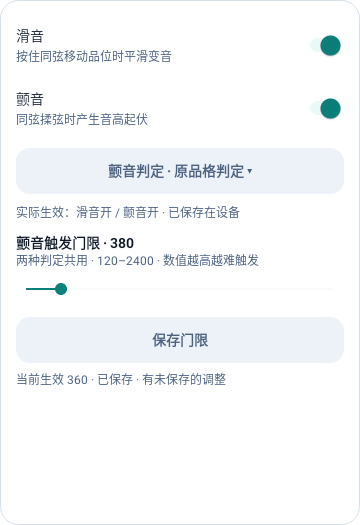 滑音
按住同弦移动品位时平滑变音
颤音
同弦揉弦时产生音高起伏
颤音判定 · 原品格判定 ▾
实际生效：滑音开 / 颤音开 · 已保存在设备
颤音触发门限 · 380
两种判定共用 · 120–2400 · 数值越高越难触发
保存门限
当前生效 360 · 已保存 · 有未保存的调整